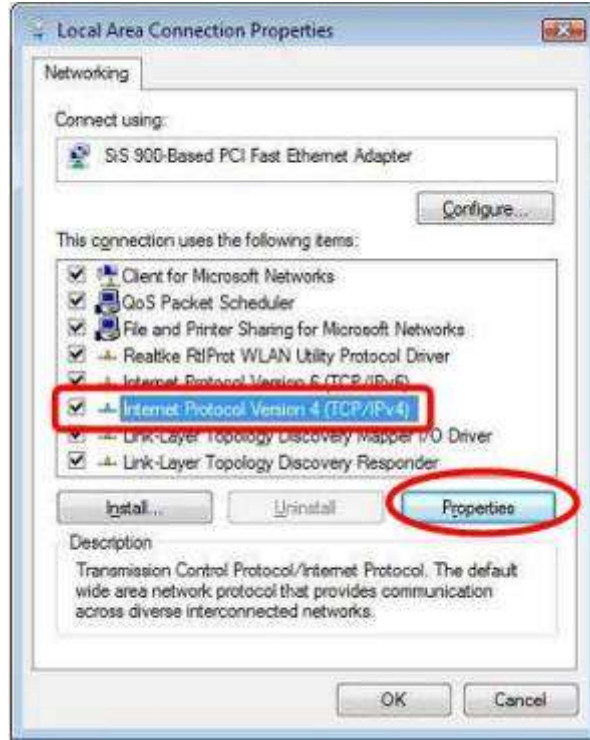 Local Area Connection Properties
Networking
Connect using:
SiS 900-Based PCI Fast Ethernet Adapter
Configure...
This connection uses the following items:
Client for Microsoft Networks
QoS Packet Scheduler
File and Printer Sharing for Microsoft Networks
Realtke RtlProt WLAN Utility Protocol Driver
Internet Protocol Version 6 (TCP/IPv6)
Internet Protocol Version 4 (TCP/IPv4)
Link-Layer Topology Discovery Mapper I/O Driver
Link-Layer Topology Discovery Responder
Install...
Uninstall
Properties
Description
Transmission Control Protocol/Internet Protocol. The default
wide area network protocol that provides communication
across diverse interconnected networks.
OK
Cancel